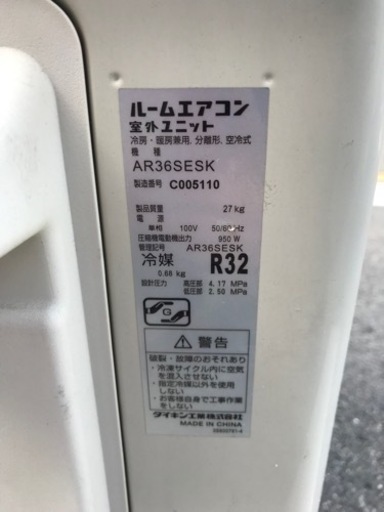 ルームエアコン
室外ユニット
冷房・暖房兼用, 分離形, 空冷式
機 種
AR36SESK
製造番号 C005110
製品質量 27 kg
電 源
単相 100V 50/60 Hz
圧縮機電動機出力 950 W
管理記号 AR36SESK
冷媒 R32
0.68 kg
設計圧力 高圧部 4.17 MPa
低圧部 2.50 MPa
G
警告
破裂・故障のおそれあり
・冷凍サイクル内に空気
を混入させない
・指定冷媒以外を使用
しない
・お客様自身で工事しない
ダイキン工業株式会社
MADE IN CHINA